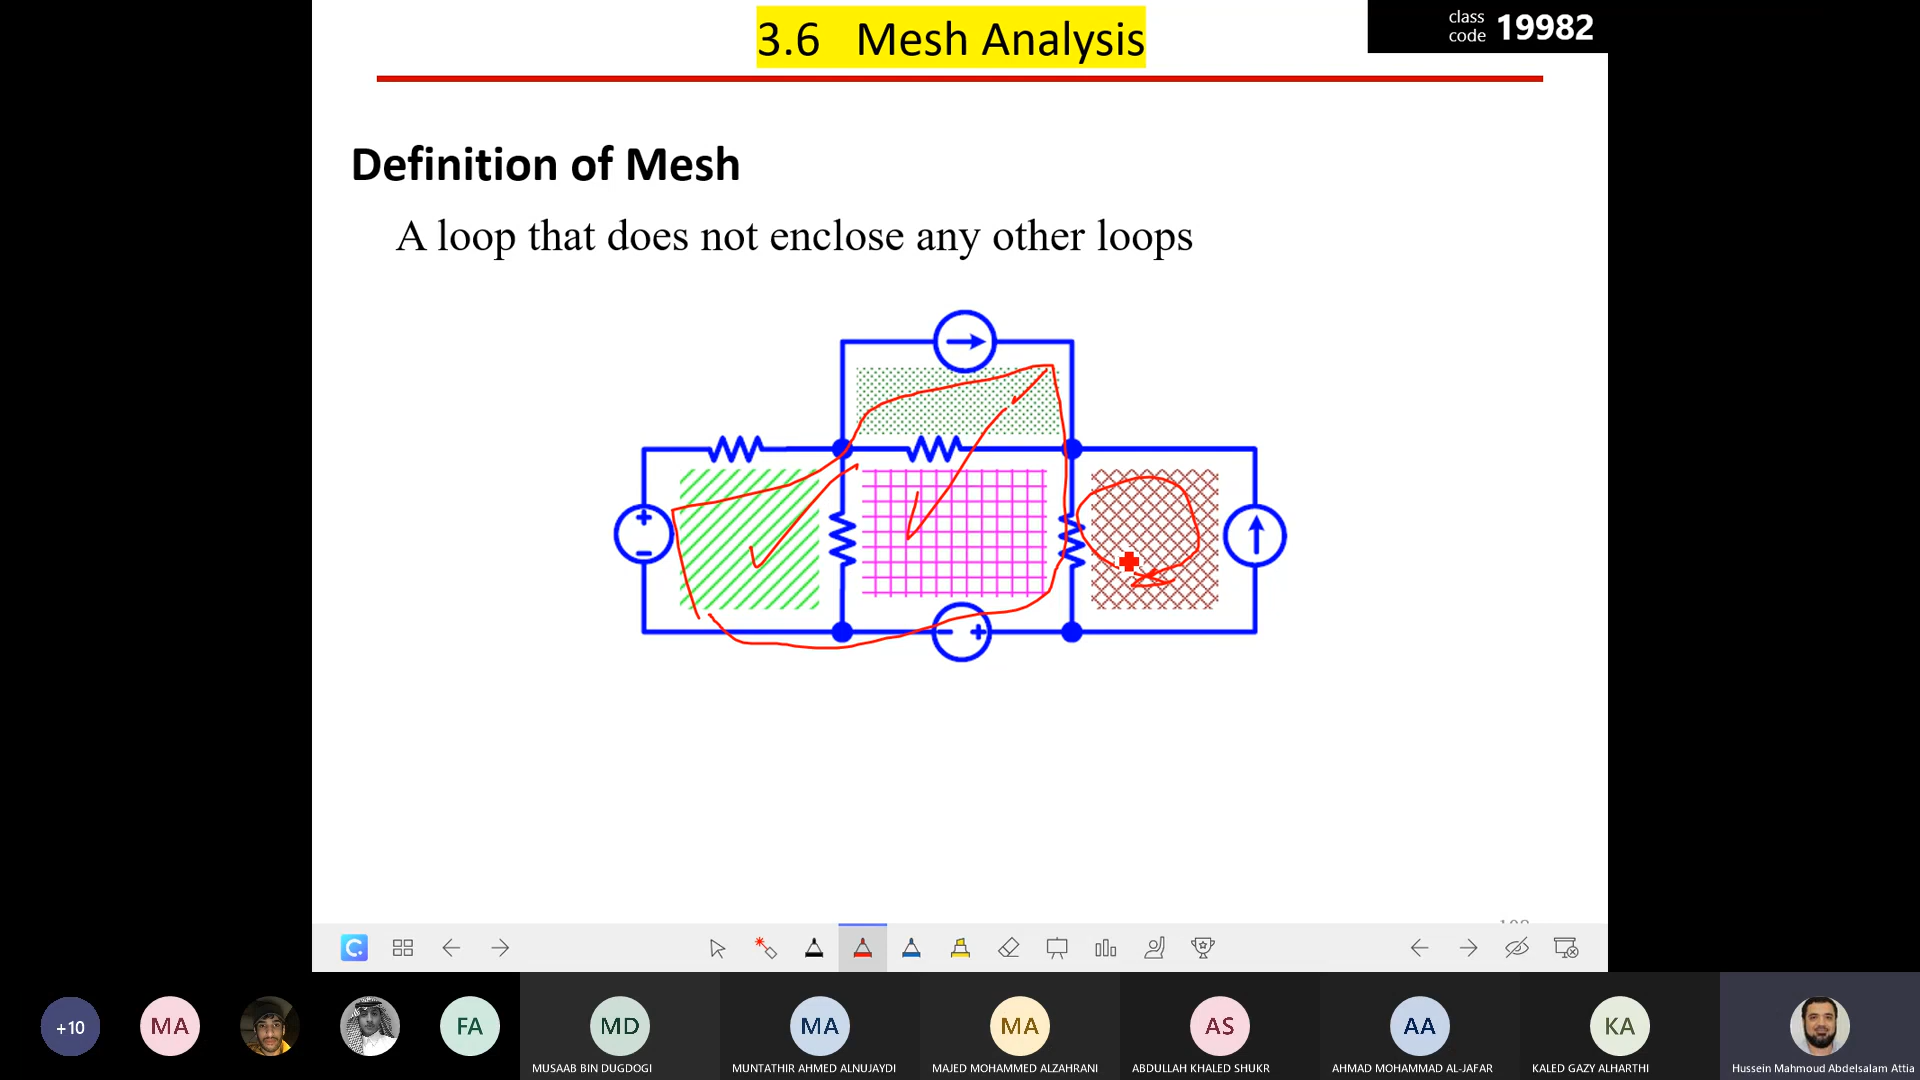 3.6 Mesh Analysis
class
code 19982
Definition of Mesh
A loop that does not enclose any other loops
+10
MA
FA
MD
MA
MA
AS
AA
KA
MUSAAB BIN DUGDOGI
MUNTATHIR AHMED ALNUJAYDI
MAJED MOHAMMED ALZAHRANI
ABDULLAH KHALED SHUKR
AHMAD MOHAMMAD AL-JAFAR
KALED GAZY ALHARTHI
Hussein Mahmoud Abdelsalam Attia